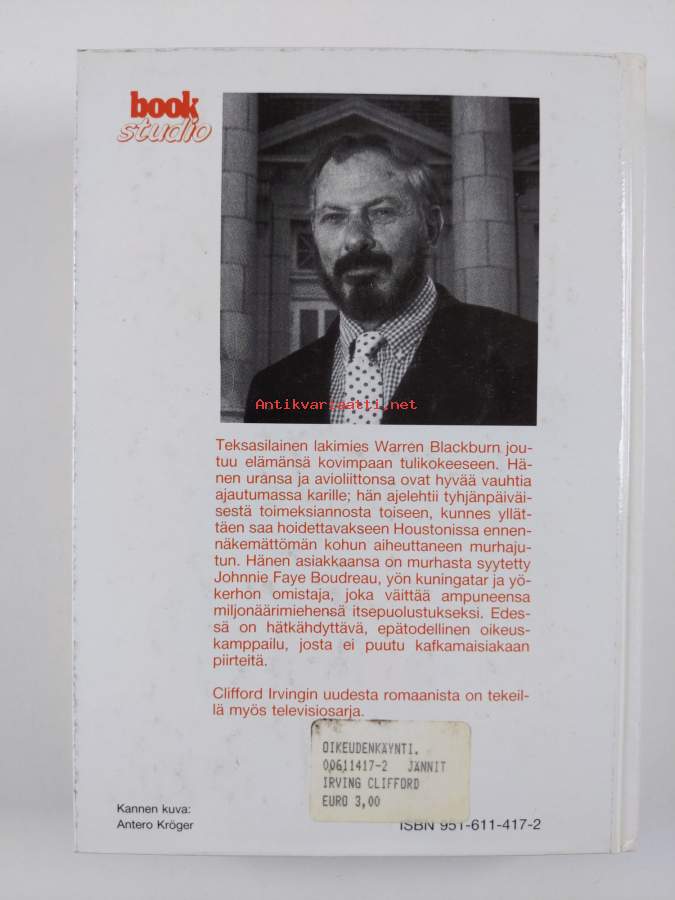 book
studio
Antikvariaatti.net
Teksasilainen lakimies Warren Blackburn jou-
tuu elämänsä kovimpaan tulikokeeseen. Hä-
nen uransa ja avioliittonsa ovat hyvää vauhtia
ajautumassa karille; hän ajelehtii tyhjänpäiväi-
sestä toimeksiannosta toiseen, kunnes yllät-
täen saa hoidettavakseen Houstonissa ennen-
näkemättömän kohun aiheuttaneen murhaju-
tun. Hänen asiakkaansa on murhasta syytetty
Johnnie Faye Boudreau, yön kuningatar ja yö-
kerhon omistaja, joka väittää ampuneensa
miljonäärimiehensä itsepuolustukseksi. Edes-
sä on hätkähdyttävä, epätodellinen oikeus-
kamppailu, josta ei puutu kafkamaisiakaan
piirteitä.
Clifford Irvingin uudesta romaanista on tekeil-
lä myös televisiosarja.
OIKEUDENKÄYNTI.
00611417-2 JÄNNIT
IRVING CLIFFORD
EURO 3,00
Kannen kuva:
Antero Kröger
ISBN 951-611-417-2